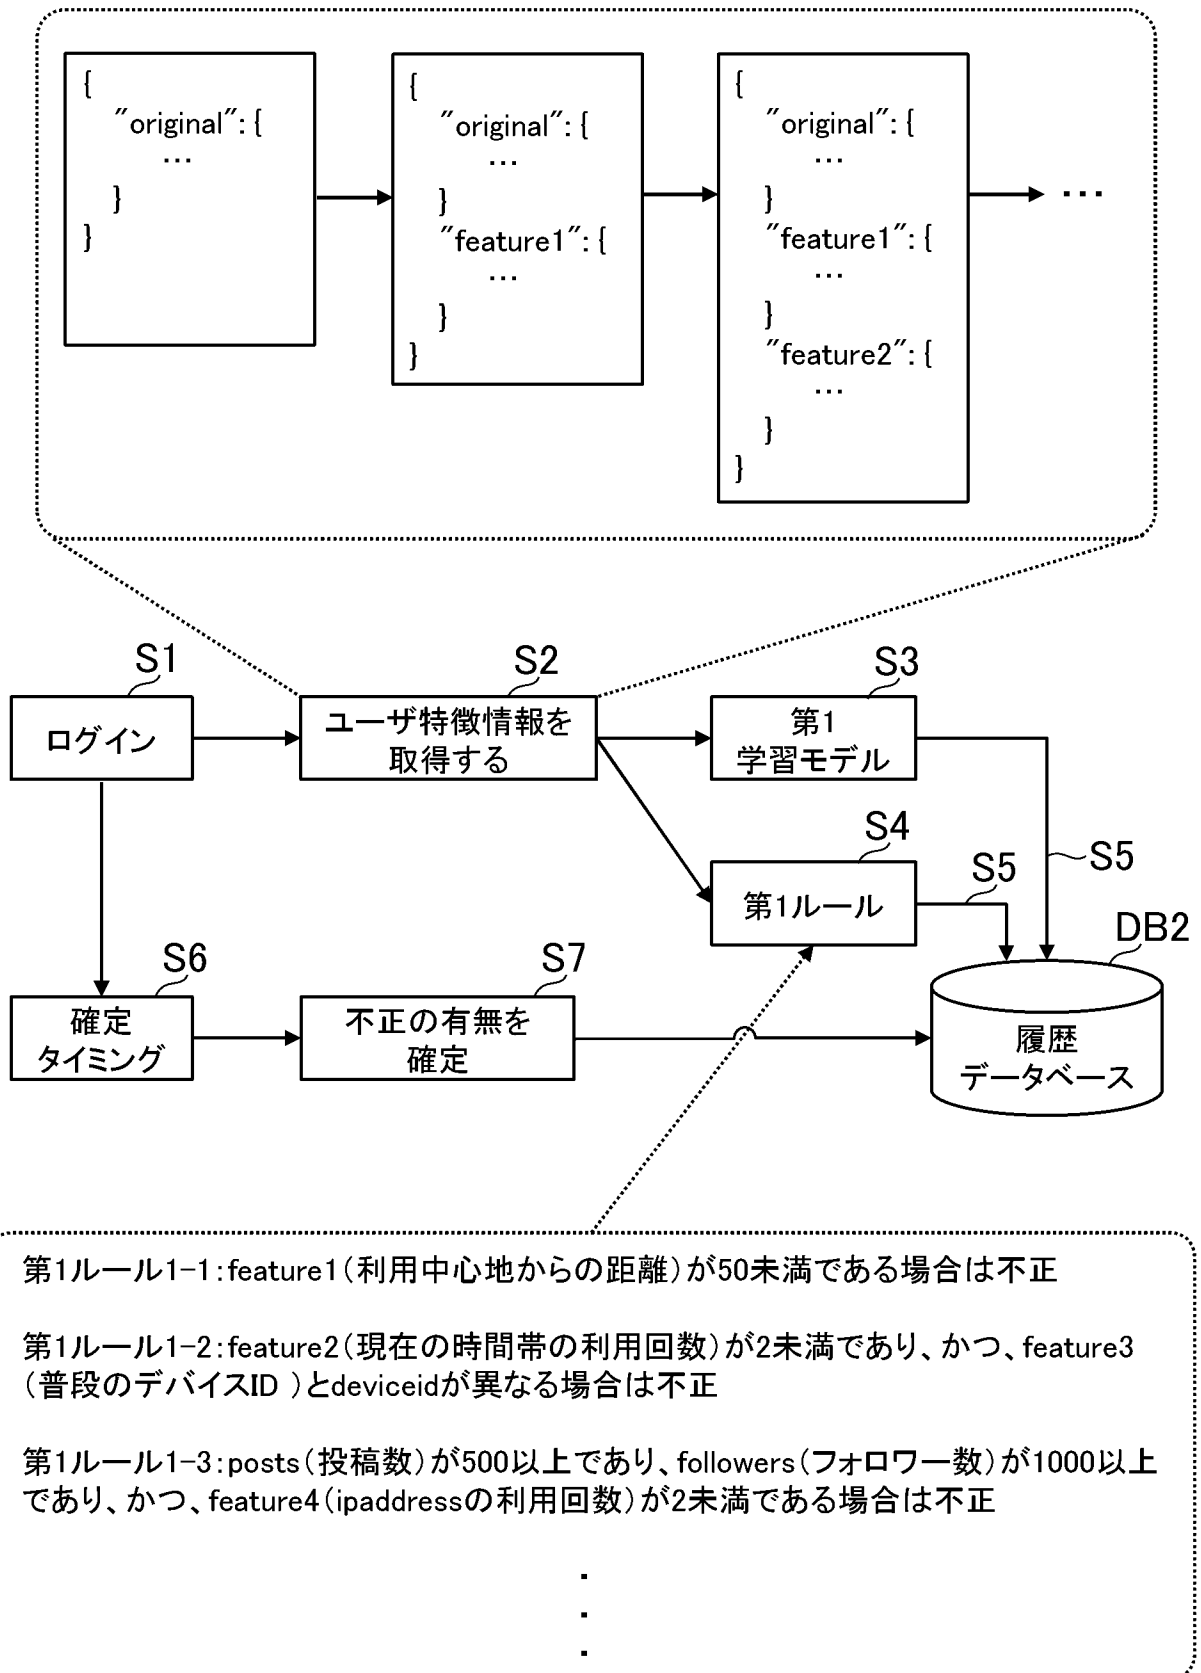 {
"original": {
…
}
}
{
"original": {
…
}
"feature1": {
…
}
}
{
"original": {
…
}
"feature1": {
…
}
"feature2": {
…
}
}
…
S1
ログイン
S2
ユーザ特徴情報を
取得する
S3
第1
学習モデル
S4
第1ルール
S5
S5
DB2
履歴
データベース
S6
確定
タイミング
S7
不正の有無を
確定
第1ルール1-1:feature1(利用中心地からの距離)が50未満である場合は不正
第1ルール1-2:feature2(現在の時間帯の利用回数)が2未満であり、かつ、feature3
(普段のデバイスID )とdeviceidが異なる場合は不正
第1ルール1-3:posts(投稿数)が500以上であり、followers(フォロワー数)が1000以上
であり、かつ、feature4(ipaddressの利用回数)が2未満である場合は不正
・
・
・